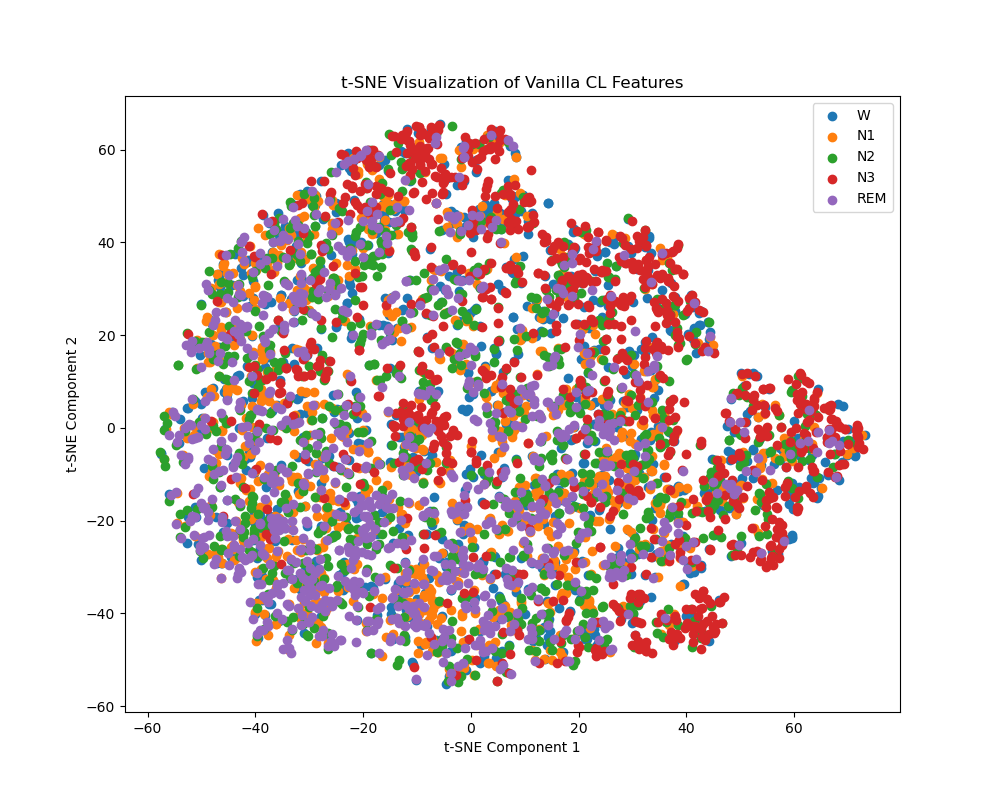 t-SNE Visualization of Vanilla CL Features
W
N1
N2
N3
REM
60
40
20
0
−20
−40
−60
t-SNE Component 2
−60
−40
−20
0
20
40
60
t-SNE Component 1